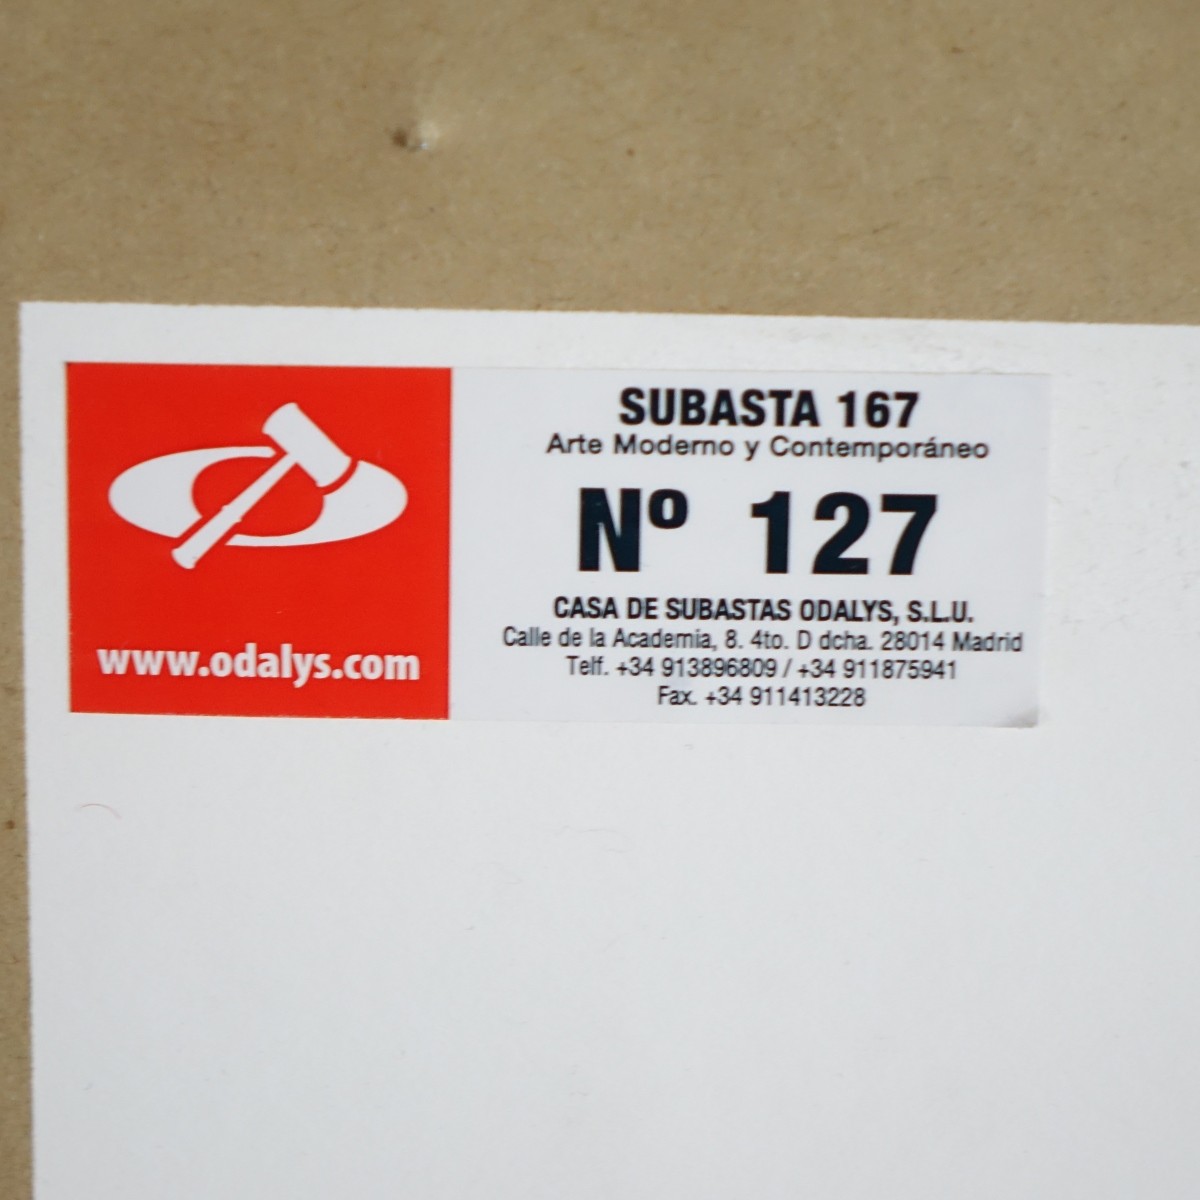 www.odalys.com
SUBASTA 167
Arte Moderno y Contemporáneo
Nº 127
CASA DE SUBASTAS ODALYS, S.L.U.
Calle de la Academia, 8. 4to. D dcha. 28014 Madrid
Telf. +34 913896809 / +34 911875941
Fax. +34 911413228